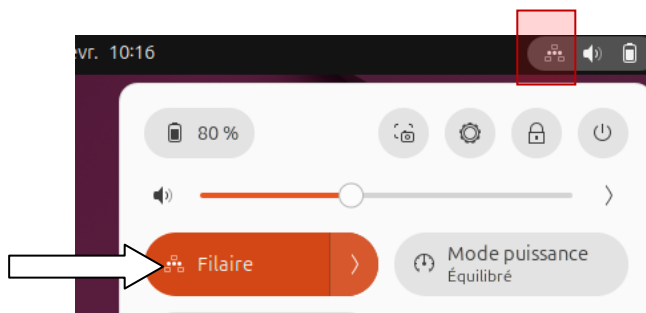 evr. 10:16
80 %
Filaire
Mode puissance
Équilibré